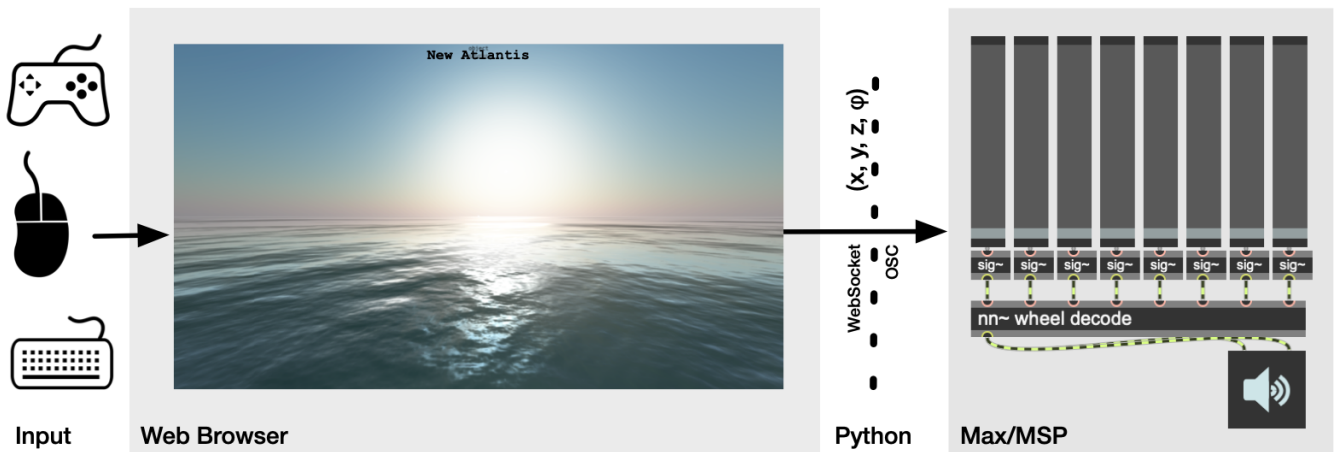 object
New Atlantis
(x, y, z, φ)
WebSocket
OSC
sig~ sig~ sig~ sig~ sig~ sig~ sig~ sig~
nn~ wheel decode
Input
Web Browser
Python
Max/MSP